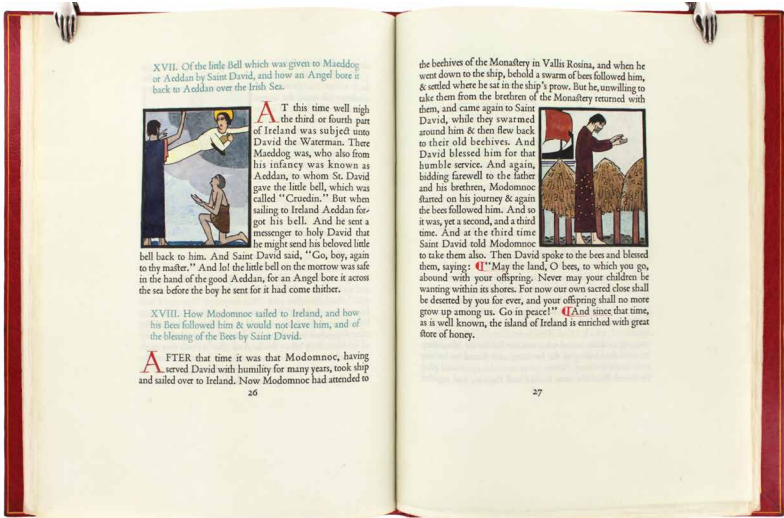 XVII. Of the little Bell which was given to Maeddog
or Aeddan by Saint David, and how an Angel bore it
back to Aeddan over the Irish Sea.
AT this time well nigh
the third or fourth part
of Ireland was subject unto
David the Waterman. There
Maeddog was, who also from
his infancy was known as
Aeddan, to whom St. David
gave the little bell, which was
called "Cruedin." But when
sailing to Ireland Aeddan for-
got his bell. And he sent a
messenger to holy David that
he might send his beloved little
bell back to him. And Saint David said, "Go, boy, again
to thy master." And lo! the little bell on the morrow was safe
in the hand of the good Aeddan, for an Angel bore it across
the sea before the boy he sent for it had come thither.
XVIII. How Modomnoc sailed to Ireland, and how
his Bees followed him & would not leave him, and of
the blessing of the Bees by Saint David.
AFTER that time it was that Modomnoc, having
served David with humility for many years, took ship
and sailed over to Ireland. Now Modomnoc had attended to
26
the beehives of the Monastery in Vallis Rosina, and when he
went down to the ship, behold a swarm of bees followed him,
& settled where he sat in the ship's prow. But he, unwilling to
take them from the brethren of the Monastery returned with
them, and came again to Saint
David, while they swarmed
around him & then flew back
to their old beehives. And
David blessed him for that
humble service. And again,
bidding farewell to the father
and his brethren, Modomnoc
started on his journey & again
the bees followed him. And so
it was, yet a second, and a third
time. And at the third time
Saint David told Modomnoc
to take them also. Then David spoke to the bees and blessed
them, saying: ¶"May the land, O bees, to which you go,
abound with your offspring. Never may your children be
wanting within its shores. For now our own sacred close shall
be deserted by you for ever, and your offspring shall no more
grow up among us. Go in peace!" ¶And since that time,
as is well known, the island of Ireland is enriched with great
store of honey.
27